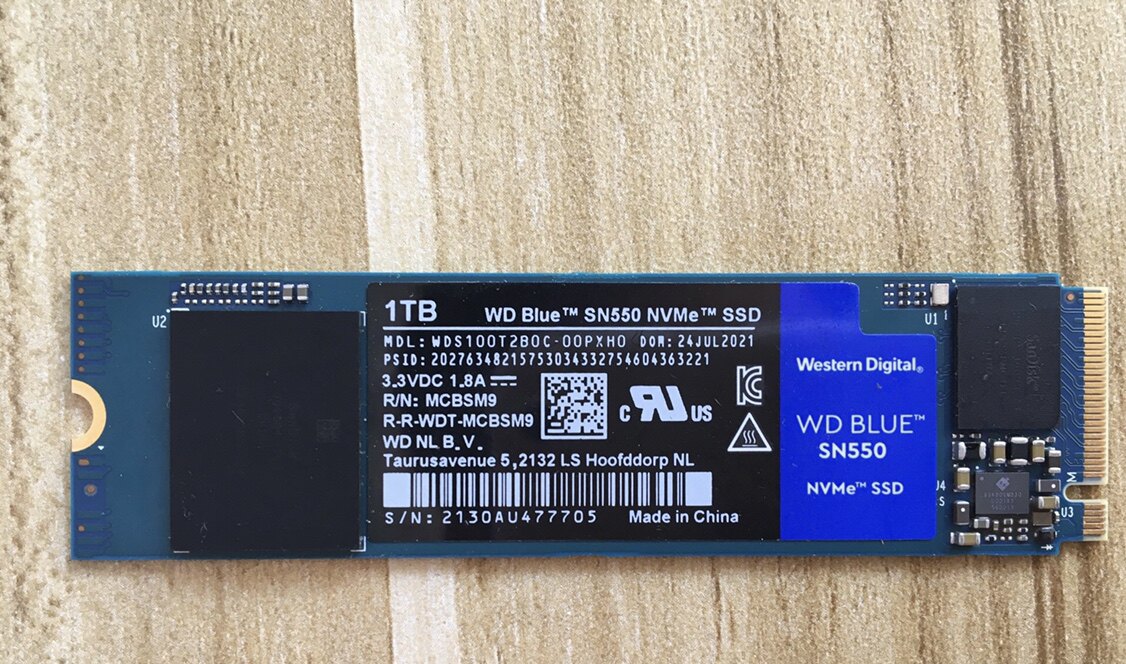 1TB WD Blue™ SN550 NVMe™ SSD
MDL: WDS100T2B0C-00PXH0 DOM: 24JUL2021
PSID: 20276348215753034332754604363221
3.3VDC 1.8A
R/N: MCBSM9
R-R-WDT-MCBSM9
WD NL B.V.
Taurusavenue 5,2132 LS Hoofddorp NL
S/N: 2130AU477705 Made in China
c RU US
Western Digital®
WD BLUE™
SN550
NVMe™ SSD
U2
U1
U3
M